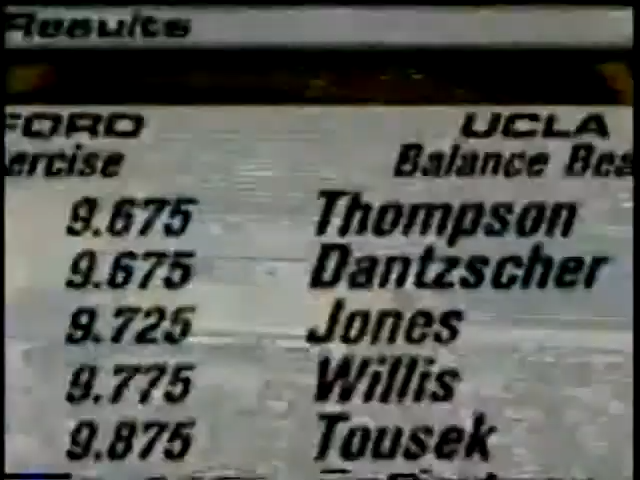 Results
FORD UCLA
ercise Balance Bea
9.675 Thompson
9.675 Dantzscher
9.725 Jones
9.775 Willis
9.875 Tousek